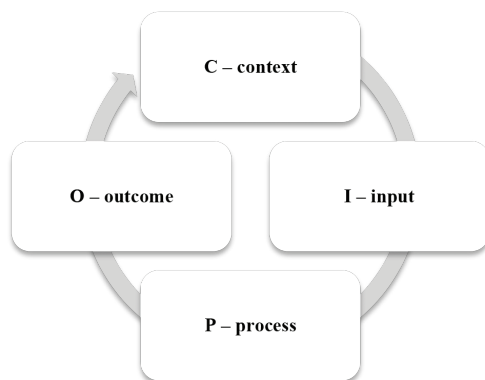 C – context
I – input
P – process
O – outcome